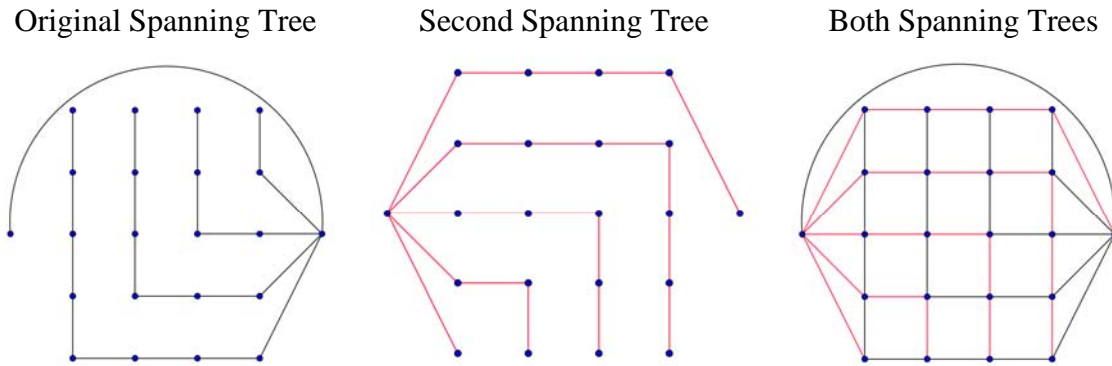 Original Spanning Tree
Second Spanning Tree
Both Spanning Trees